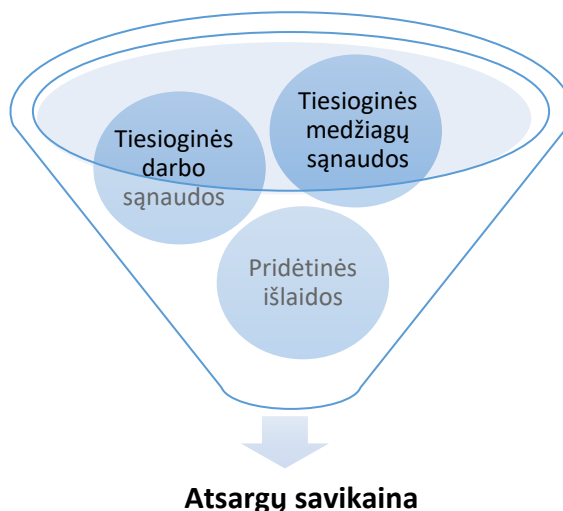 Tiesioginės
medžiagų
sąnaudos
Tiesioginės
darbo
sąnaudos
Pridėtinės
išlaidos
Atsargų savikaina